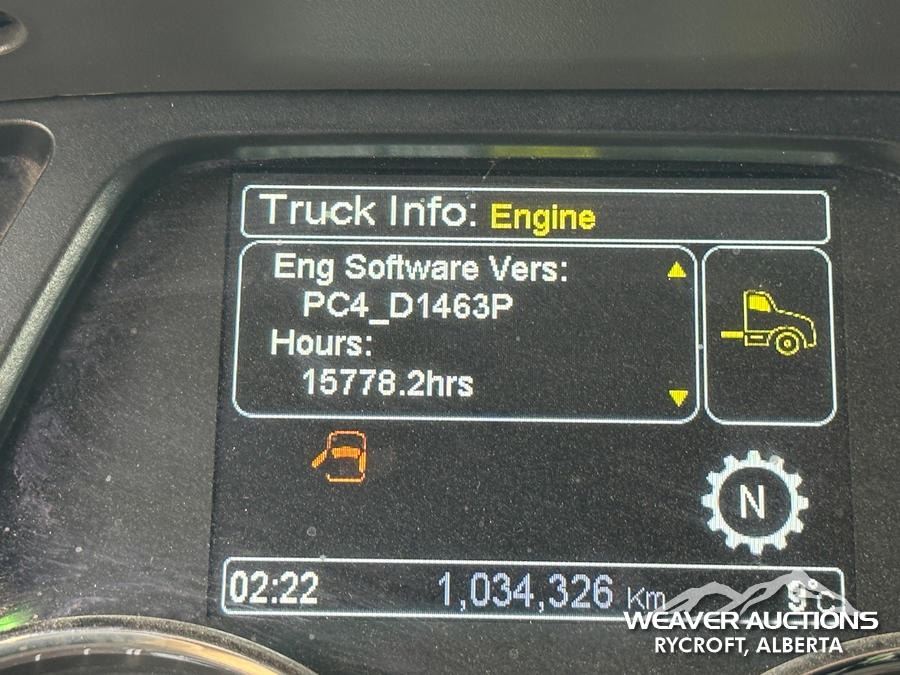 Truck Info: Engine
Eng Software Vers:
PC4_D1463P
Hours:
15778.2hrs
N
02:22 1,034,326 Km 9°C
WEAVER AUCTIONS
RYCROFT, ALBERTA